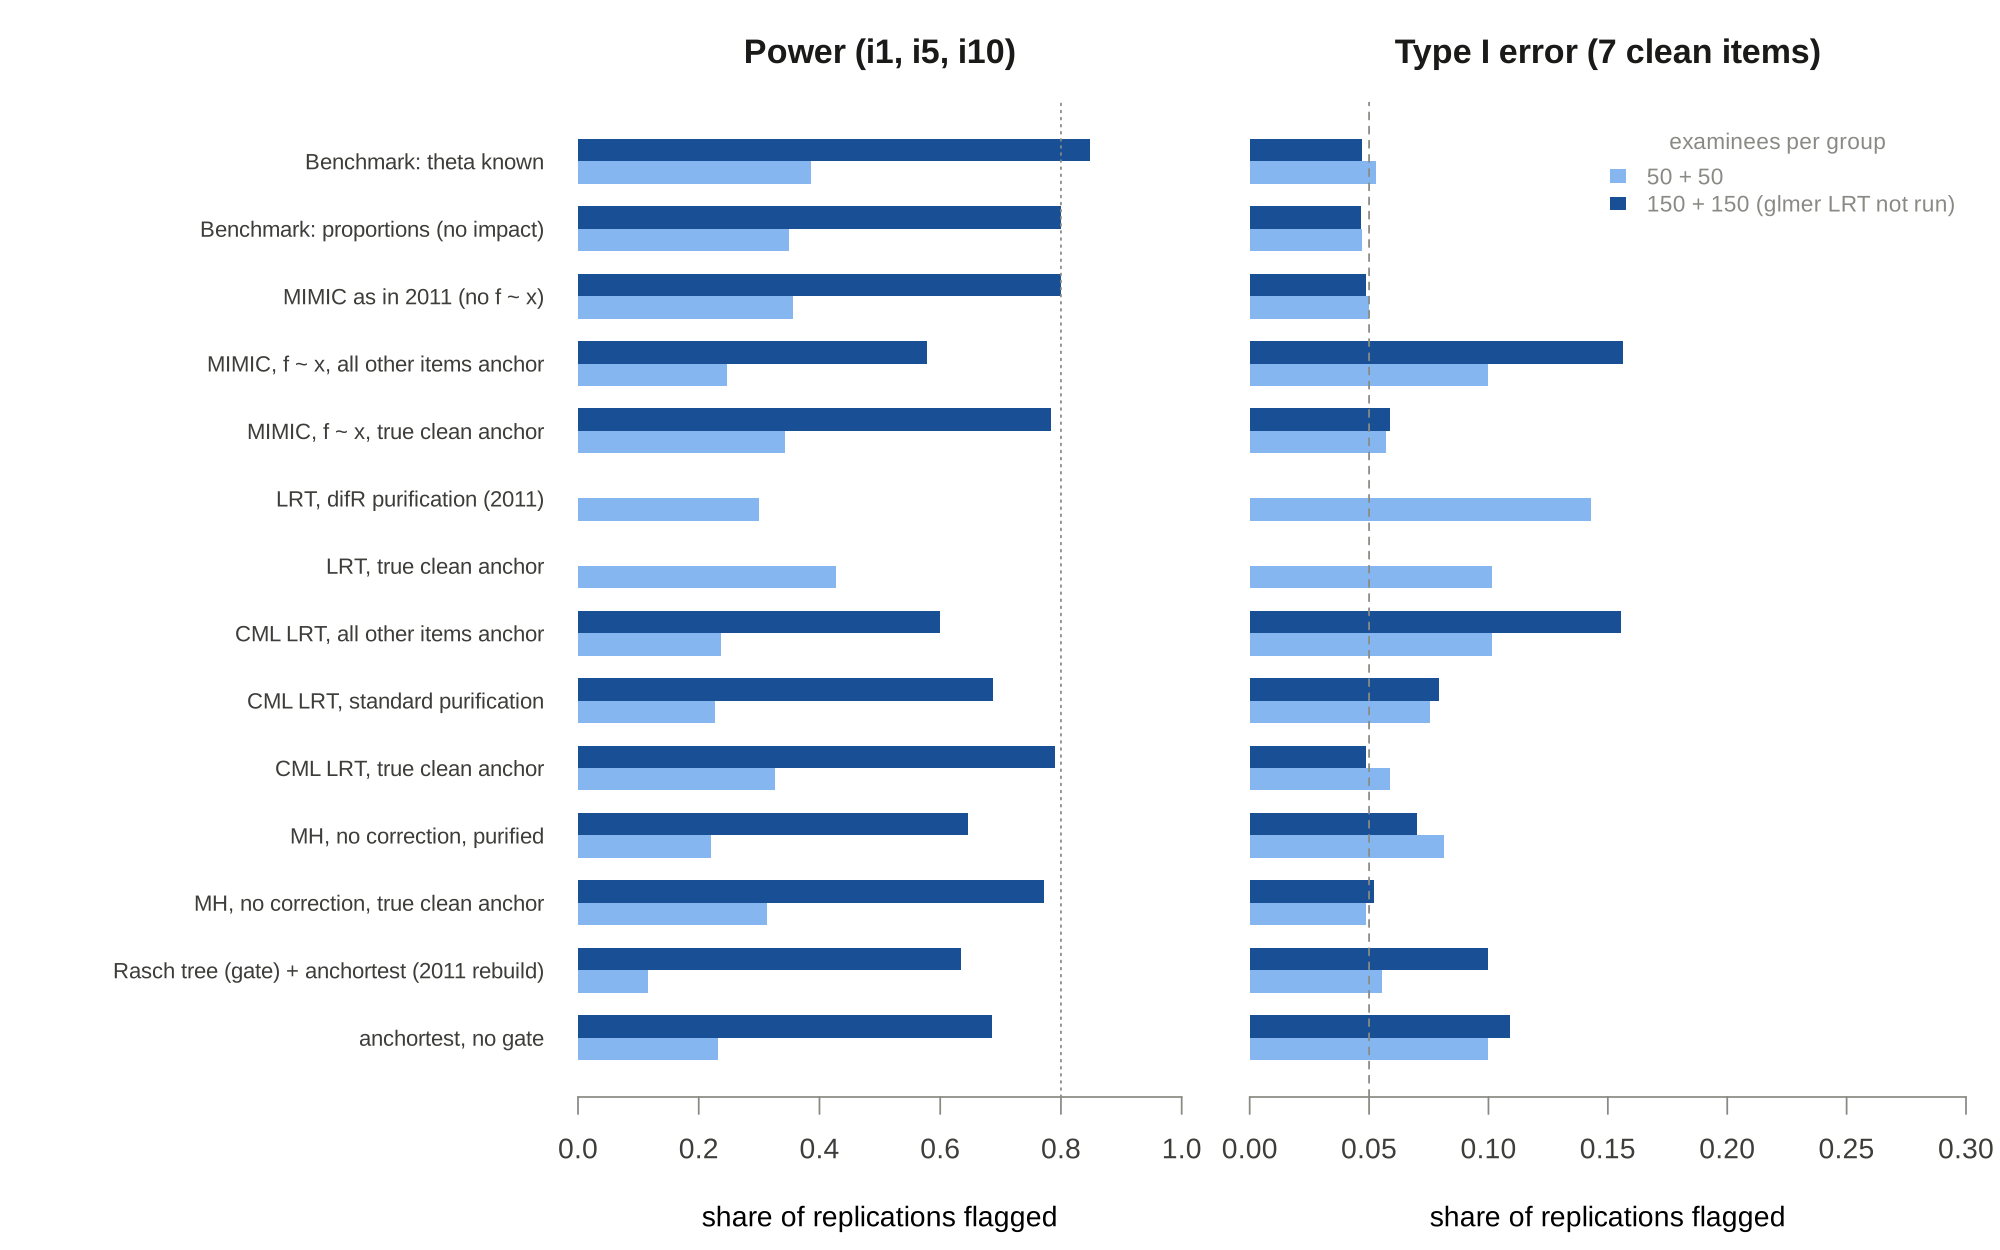 Power (i1, i5, i10)
Type I error (7 clean items)
examinees per group
50 + 50
150 + 150 (glmer LRT not run)
Benchmark: theta known
Benchmark: proportions (no impact)
MIMIC as in 2011 (no f ~ x)
MIMIC, f ~ x, all other items anchor
MIMIC, f ~ x, true clean anchor
LRT, difR purification (2011)
LRT, true clean anchor
CML LRT, all other items anchor
CML LRT, standard purification
CML LRT, true clean anchor
MH, no correction, purified
MH, no correction, true clean anchor
Rasch tree (gate) + anchortest (2011 rebuild)
anchortest, no gate
0.0 0.2 0.4 0.6 0.8 1.0
0.00 0.05 0.10 0.15 0.20 0.25 0.30
share of replications flagged
share of replications flagged